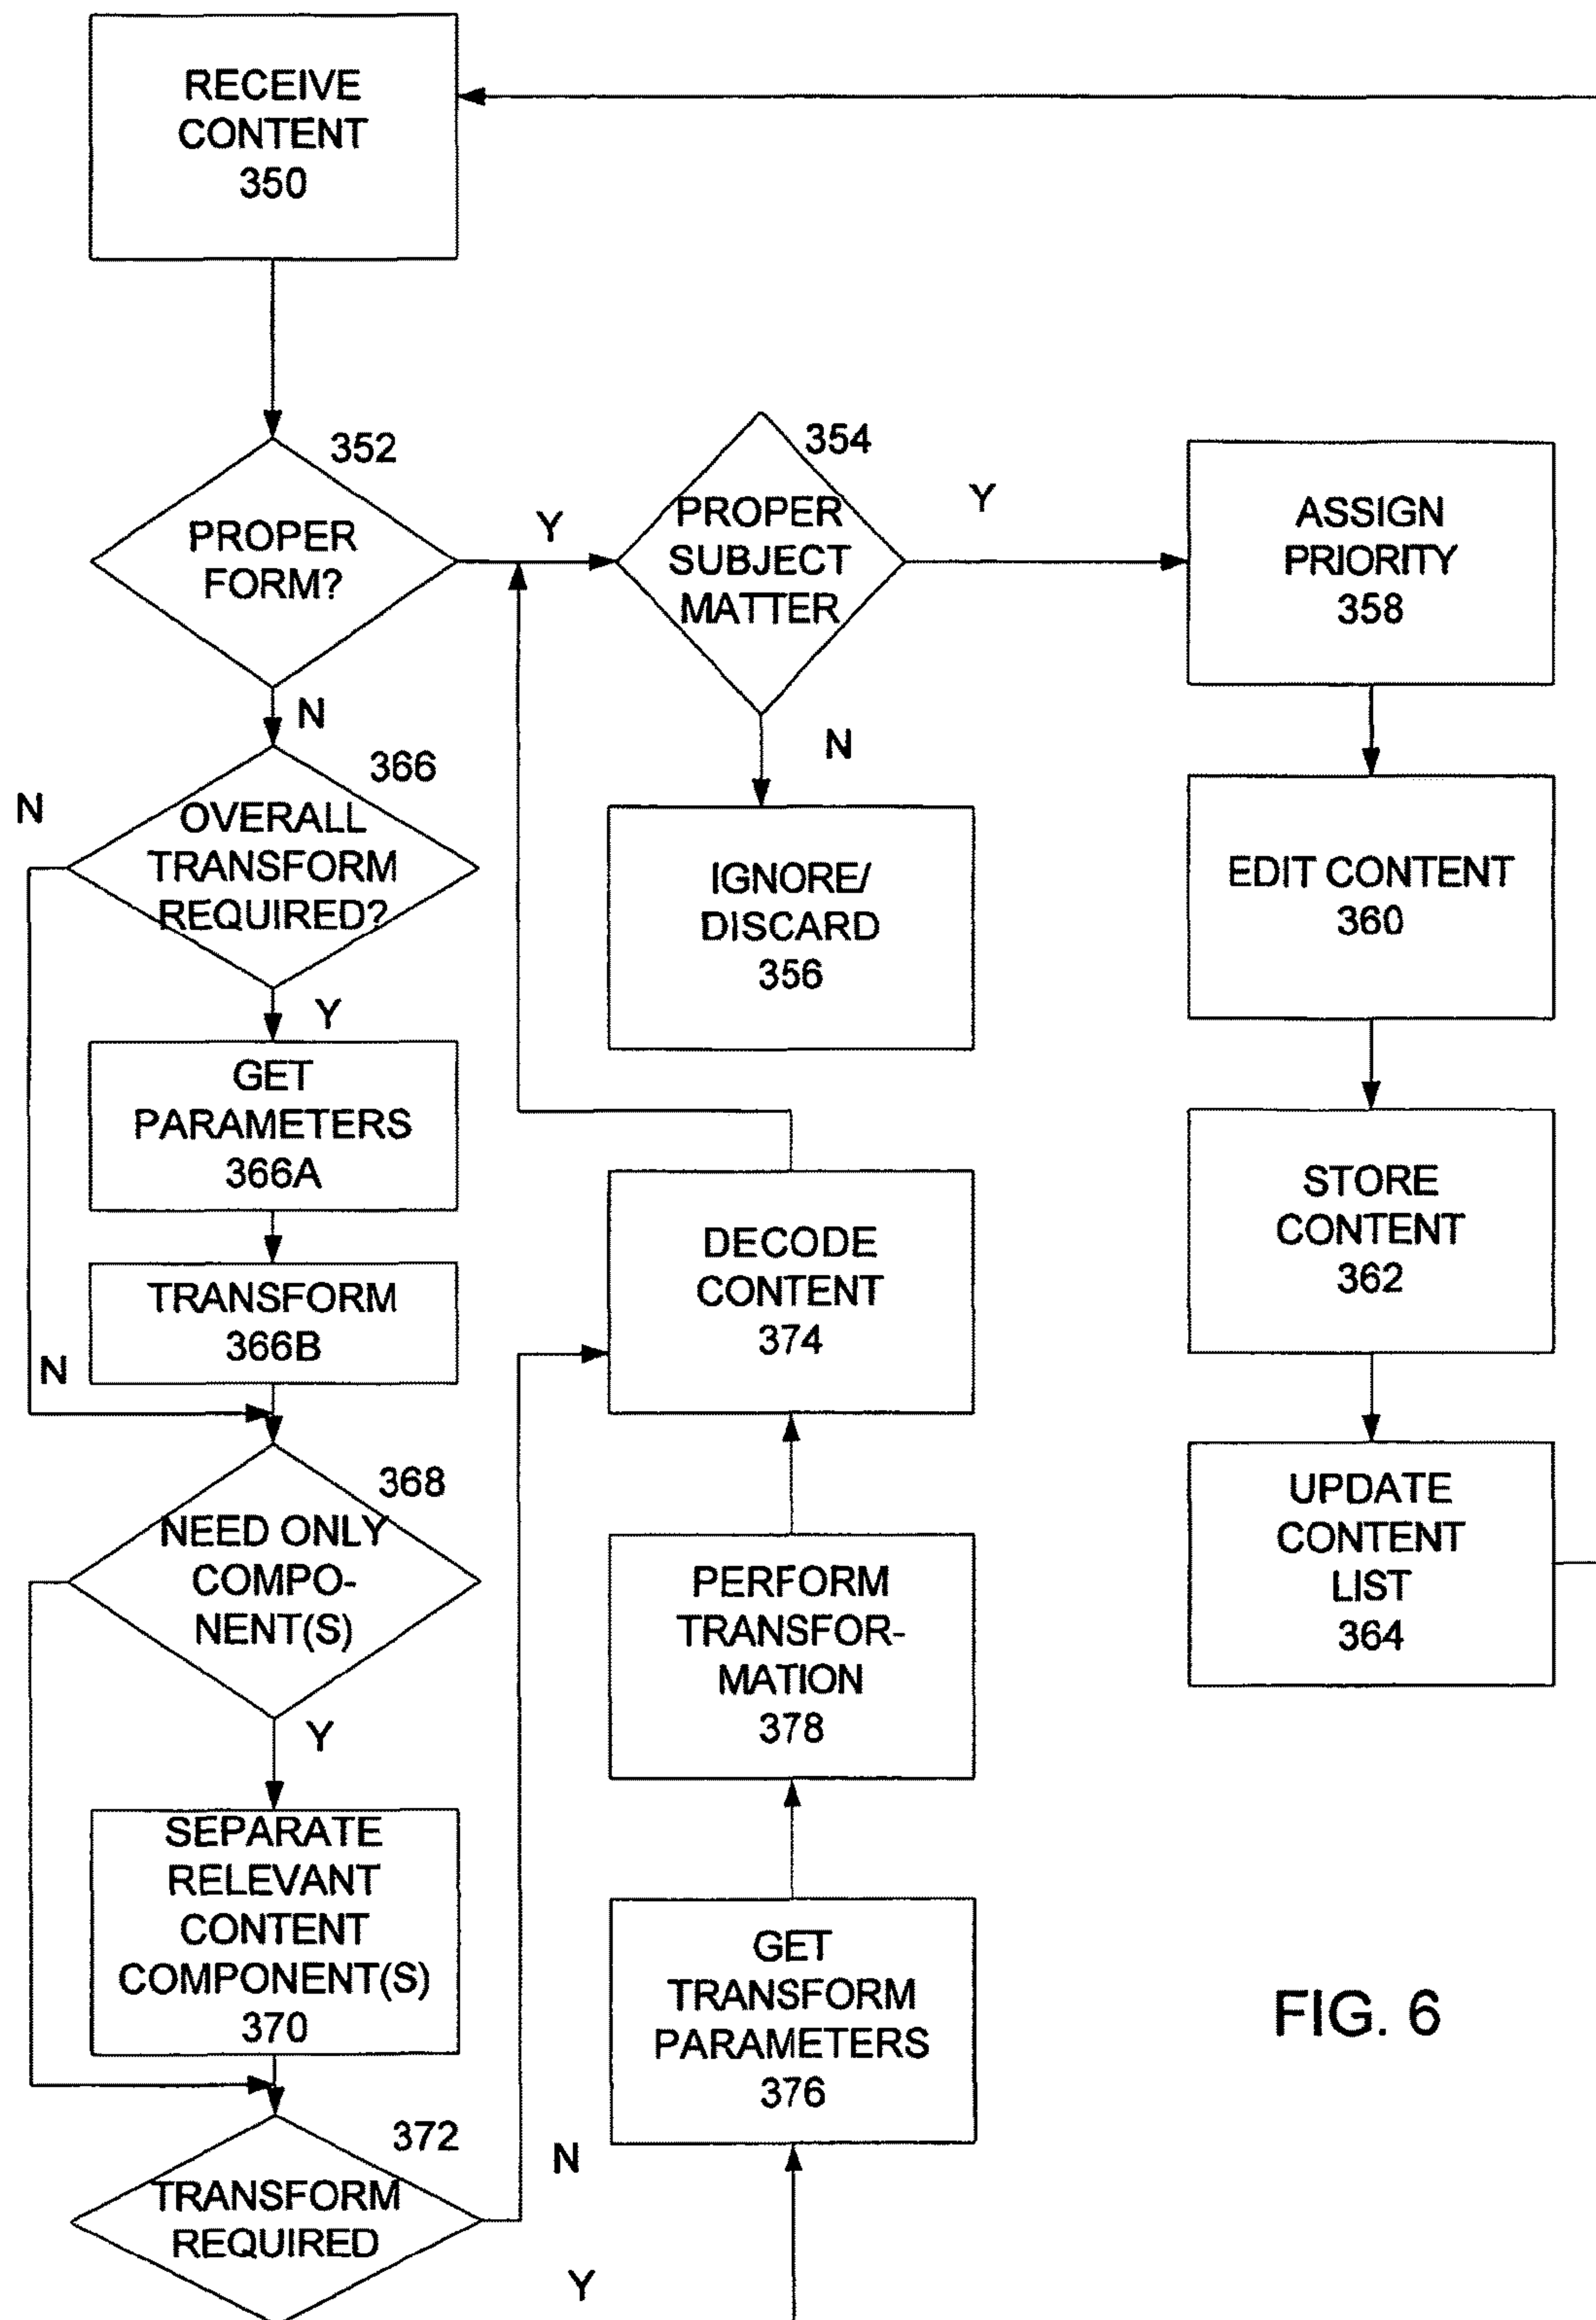 RECEIVE
CONTENT
350
352
PROPER
FORM?
Y
N
354
PROPER
SUBJECT
MATTER
Y
N
ASSIGN
PRIORITY
358
366
OVERALL
TRANSFORM
REQUIRED?
N
Y
IGNORE/
DISCARD
356
EDIT CONTENT
360
GET
PARAMETERS
366A
TRANSFORM
366B
N
DECODE
CONTENT
374
STORE
CONTENT
362
368
NEED ONLY
COMPO-
NENT(S)
Y
PERFORM
TRANSFOR-
MATION
378
UPDATE
CONTENT
LIST
364
SEPARATE
RELEVANT
CONTENT
COMPONENT(S)
370
GET
TRANSFORM
PARAMETERS
376
372
TRANSFORM
REQUIRED
N
Y
FIG. 6